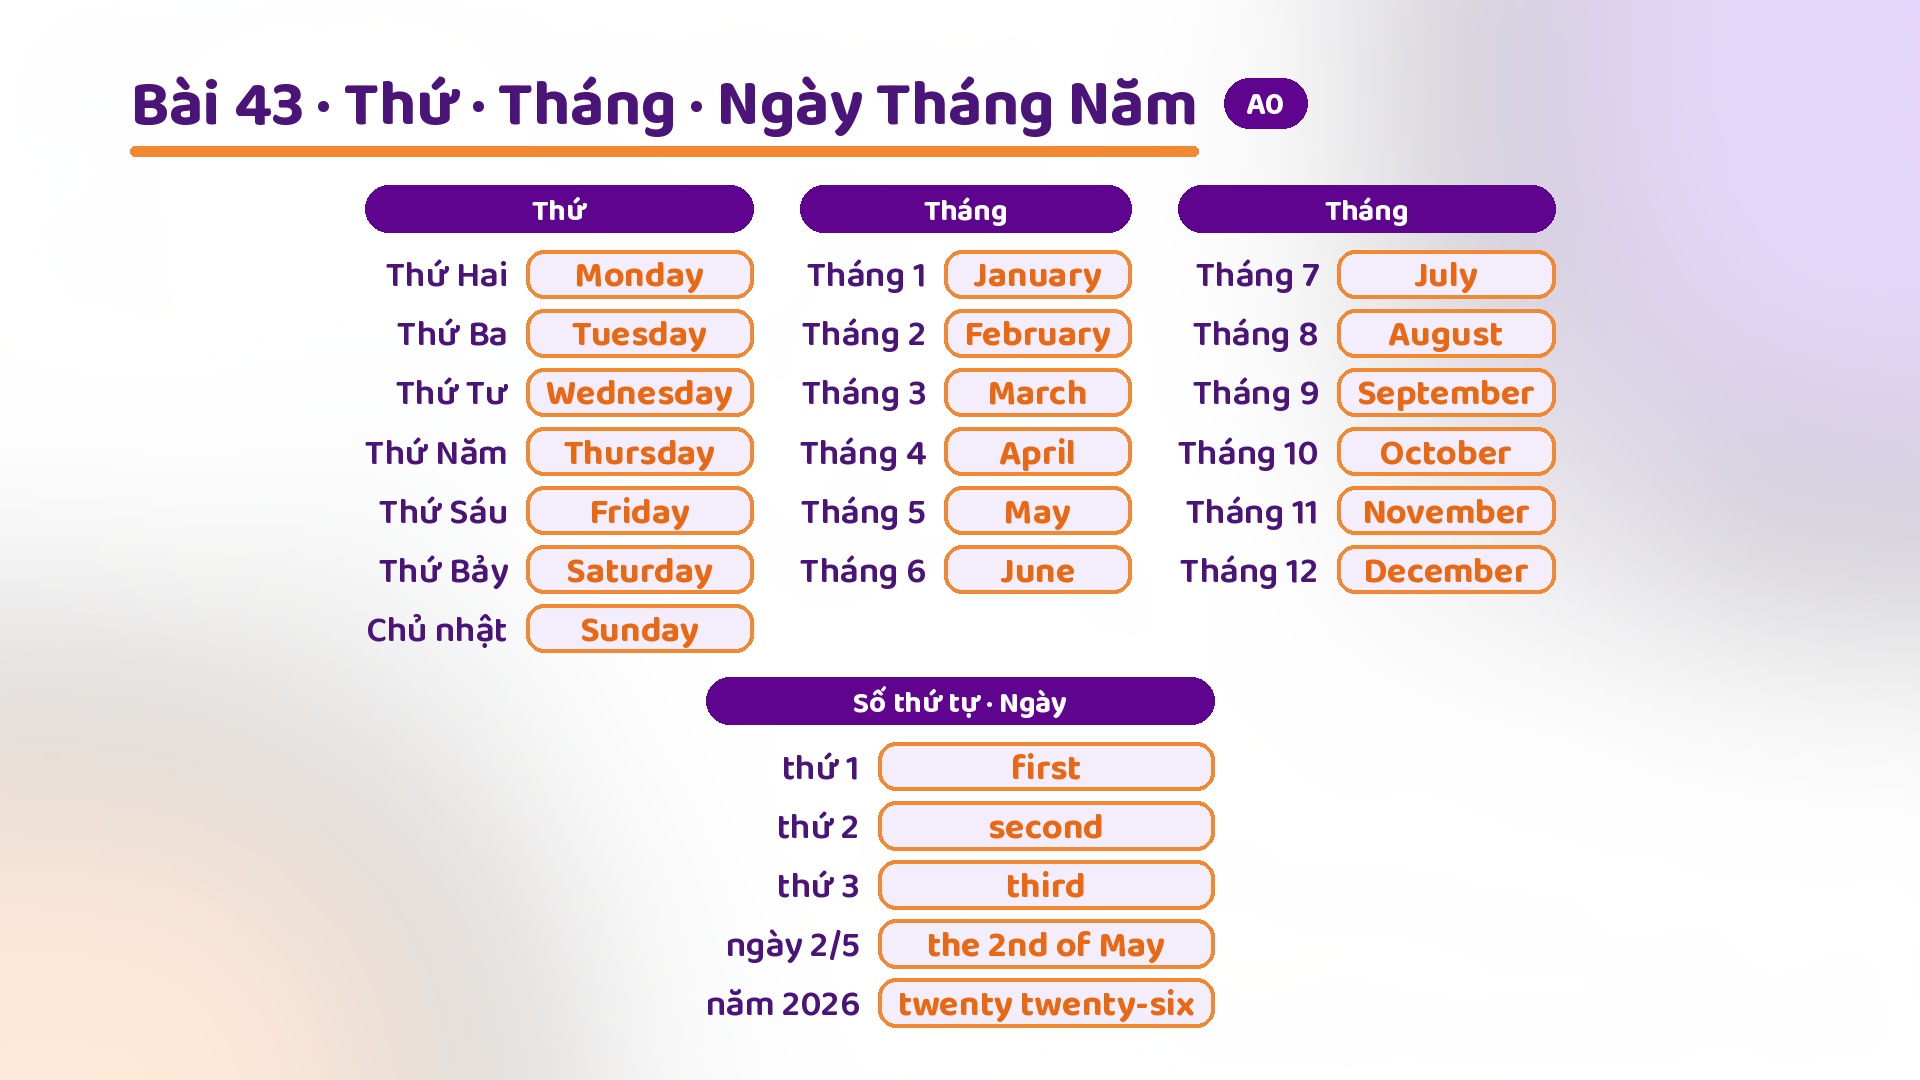 Bài 43 · Thứ · Tháng · Ngày Tháng Năm A0
Thứ
Thứ Hai Monday
Thứ Ba Tuesday
Thứ Tư Wednesday
Thứ Năm Thursday
Thứ Sáu Friday
Thứ Bảy Saturday
Chủ nhật Sunday
Tháng
Tháng 1 January
Tháng 2 February
Tháng 3 March
Tháng 4 April
Tháng 5 May
Tháng 6 June
Tháng
Tháng 7 July
Tháng 8 August
Tháng 9 September
Tháng 10 October
Tháng 11 November
Tháng 12 December
Số thứ tự · Ngày
thứ 1 first
thứ 2 second
thứ 3 third
ngày 2/5 the 2nd of May
năm 2026 twenty twenty-six